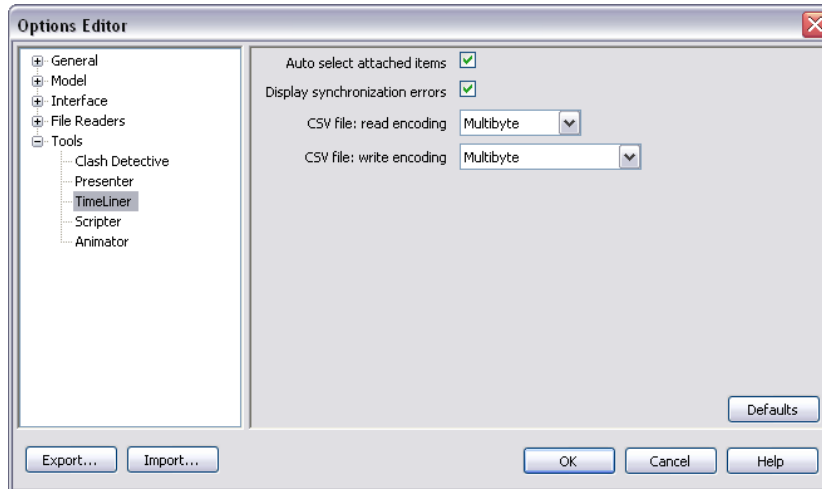 Options Editor
General
Model
Interface
File Readers
Tools
Clash Detective
Presenter
TimeLiner
Scripter
Animator
Auto select attached items
Display synchronization errors
CSV file: read encoding Multibyte
CSV file: write encoding Multibyte
Defaults
Export... Import... OK Cancel Help